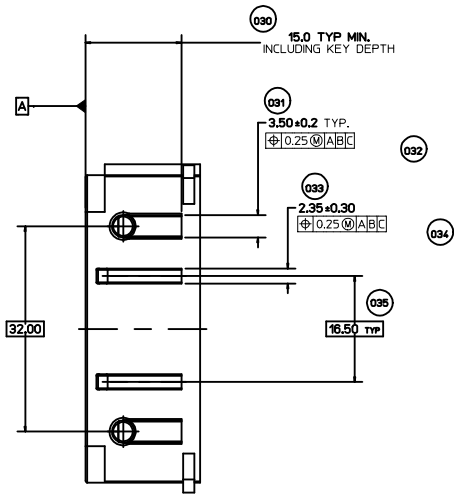 030
15.0 TYP MIN.
INCLUDING KEY DEPTH
A
031
3.50±0.2 TYP.
⌖ 0.25 Ⓜ A B C
032
033
2.35±0.30
⌖ 0.25 Ⓜ A B C
034
035
32.00
16.50 TYP